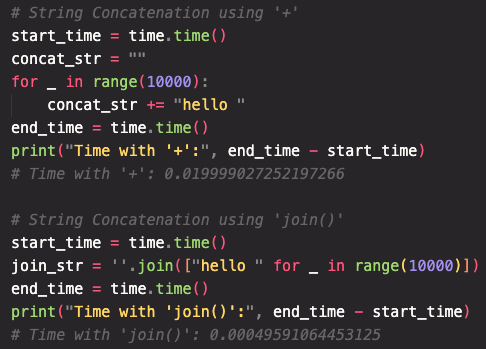 # String Concatenation using '+'
start_time = time.time()
concat_str = ""
for _ in range(10000):
    concat_str += "hello "
end_time = time.time()
print("Time with '+':", end_time - start_time)
# Time with '+': 0.019999027252197266

# String Concatenation using 'join()'
start_time = time.time()
join_str = ''.join(["hello " for _ in range(10000)])
end_time = time.time()
print("Time with 'join()':", end_time - start_time)
# Time with 'join()': 0.00049591064453125